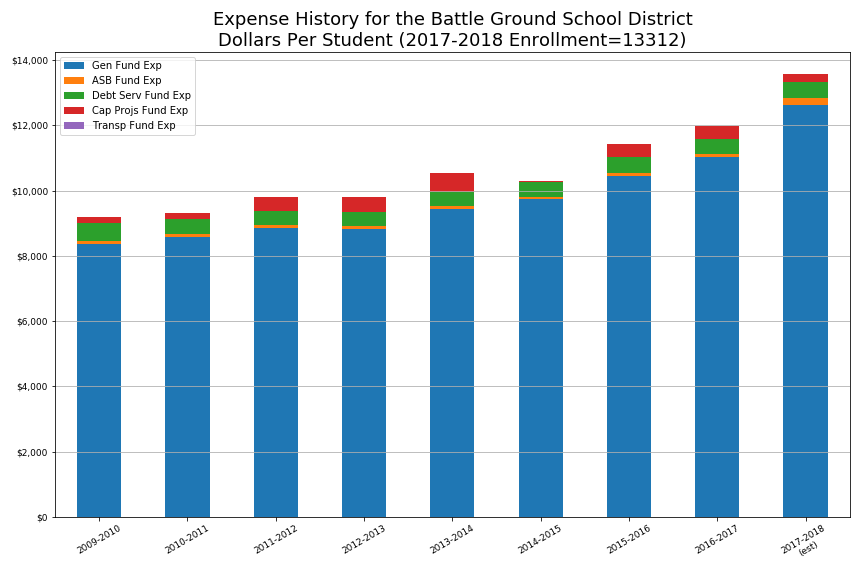 Expense History for the Battle Ground School District
Dollars Per Student (2017-2018 Enrollment=13312)
$14,000
$12,000
$10,000
$8,000
$6,000
$4,000
$2,000
$0
Gen Fund Exp
ASB Fund Exp
Debt Serv Fund Exp
Cap Projs Fund Exp
Transp Fund Exp
2009-2010
2010-2011
2011-2012
2012-2013
2013-2014
2014-2015
2015-2016
2016-2017
2017-2018
(est)